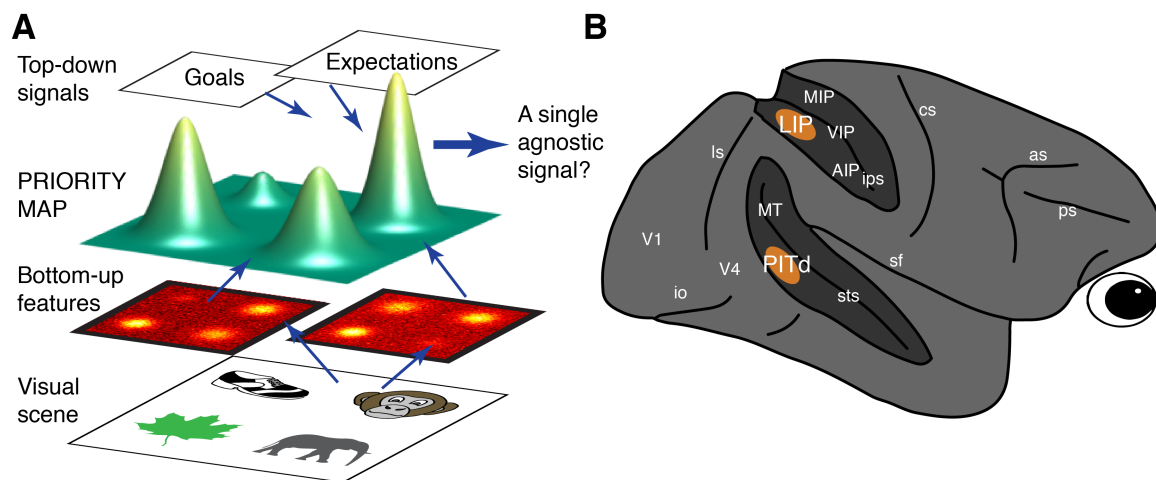 A
Top-down
signals
Goals
Expectations
A single
agnostic
signal?
PRIORITY
MAP
Bottom-up
features
Visual
scene
B
MIP
LIP
VIP
AIP
ips
cs
ls
as
ps
MT
V1
V4
PITd
sf
io
sts